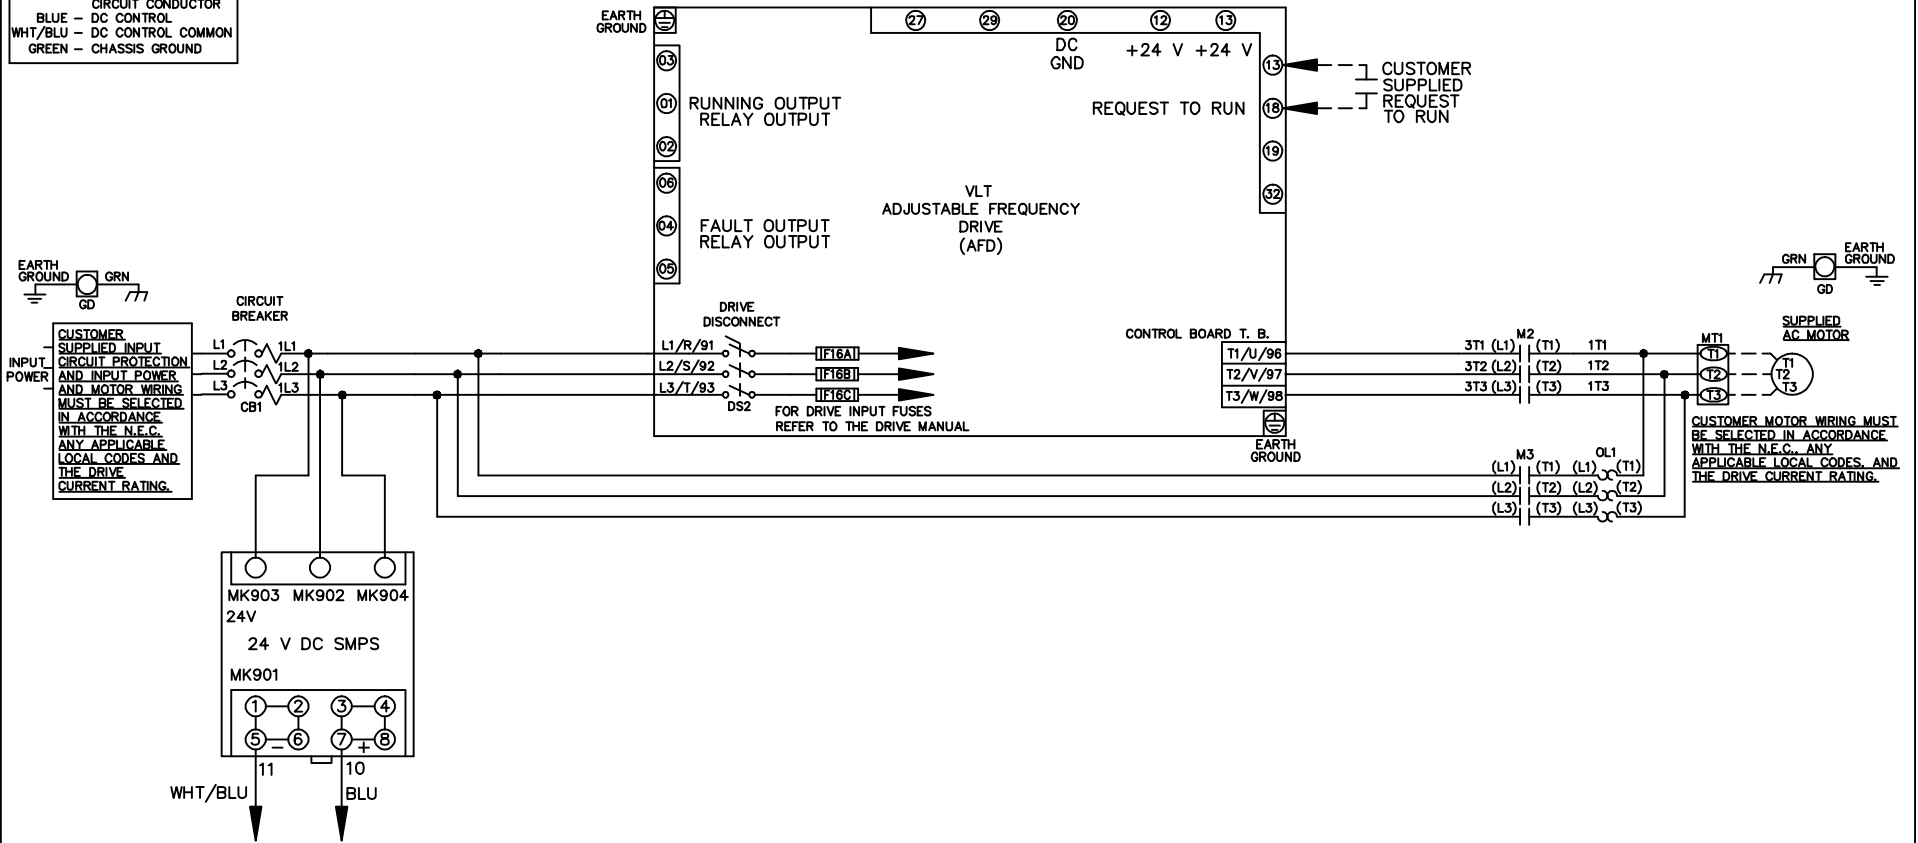 CIRCUIT CONDUCTOR
BLUE – DC CONTROL
WHT/BLU – DC CONTROL COMMON
GREEN – CHASSIS GROUND
EARTH
GROUND
27 29 20 12 13
DC
GND
+24 V +24 V
03
01
02
RUNNING OUTPUT
RELAY OUTPUT
06
04
05
FAULT OUTPUT
RELAY OUTPUT
VLT
ADJUSTABLE FREQUENCY
DRIVE
(AFD)
REQUEST TO RUN
13
18
19
32
CUSTOMER
SUPPLIED
REQUEST
TO RUN
EARTH
GROUND
GRN
GD
INPUT
POWER
CUSTOMER
SUPPLIED INPUT
CIRCUIT PROTECTION
AND INPUT POWER
AND MOTOR WIRING
MUST BE SELECTED
IN ACCORDANCE
WITH THE N.E.C.
ANY APPLICABLE
LOCAL CODES AND
THE DRIVE
CURRENT RATING.
CIRCUIT
BREAKER
L1 1L1
L2 1L2
L3 1L3
CB1
DRIVE
DISCONNECT
L1/R/91
L2/S/92
L3/T/93
DS2
F16A
F16B
F16C
FOR DRIVE INPUT FUSES
REFER TO THE DRIVE MANUAL
CONTROL BOARD T. B.
T1/U/96
T2/V/97
T3/W/98
EARTH
GROUND
M2
3T1 (L1) (T1) 1T1
3T2 (L2) (T2) 1T2
3T3 (L3) (T3) 1T3
MT1
T1
T2
T3
GRN
EARTH
GROUND
GD
SUPPLIED
AC MOTOR
T1
T2
T3
CUSTOMER MOTOR WIRING MUST
BE SELECTED IN ACCORDANCE
WITH THE N.E.C., ANY
APPLICABLE LOCAL CODES, AND
THE DRIVE CURRENT RATING.
M3 OL1
(L1) (T1) (L1) (T1)
(L2) (T2) (L2) (T2)
(L3) (T3) (L3) (T3)
MK903 MK902 MK904
24V
24 V DC SMPS
MK901
1 2 3 4
5 – 6 7 + 8
11 10
WHT/BLU BLU